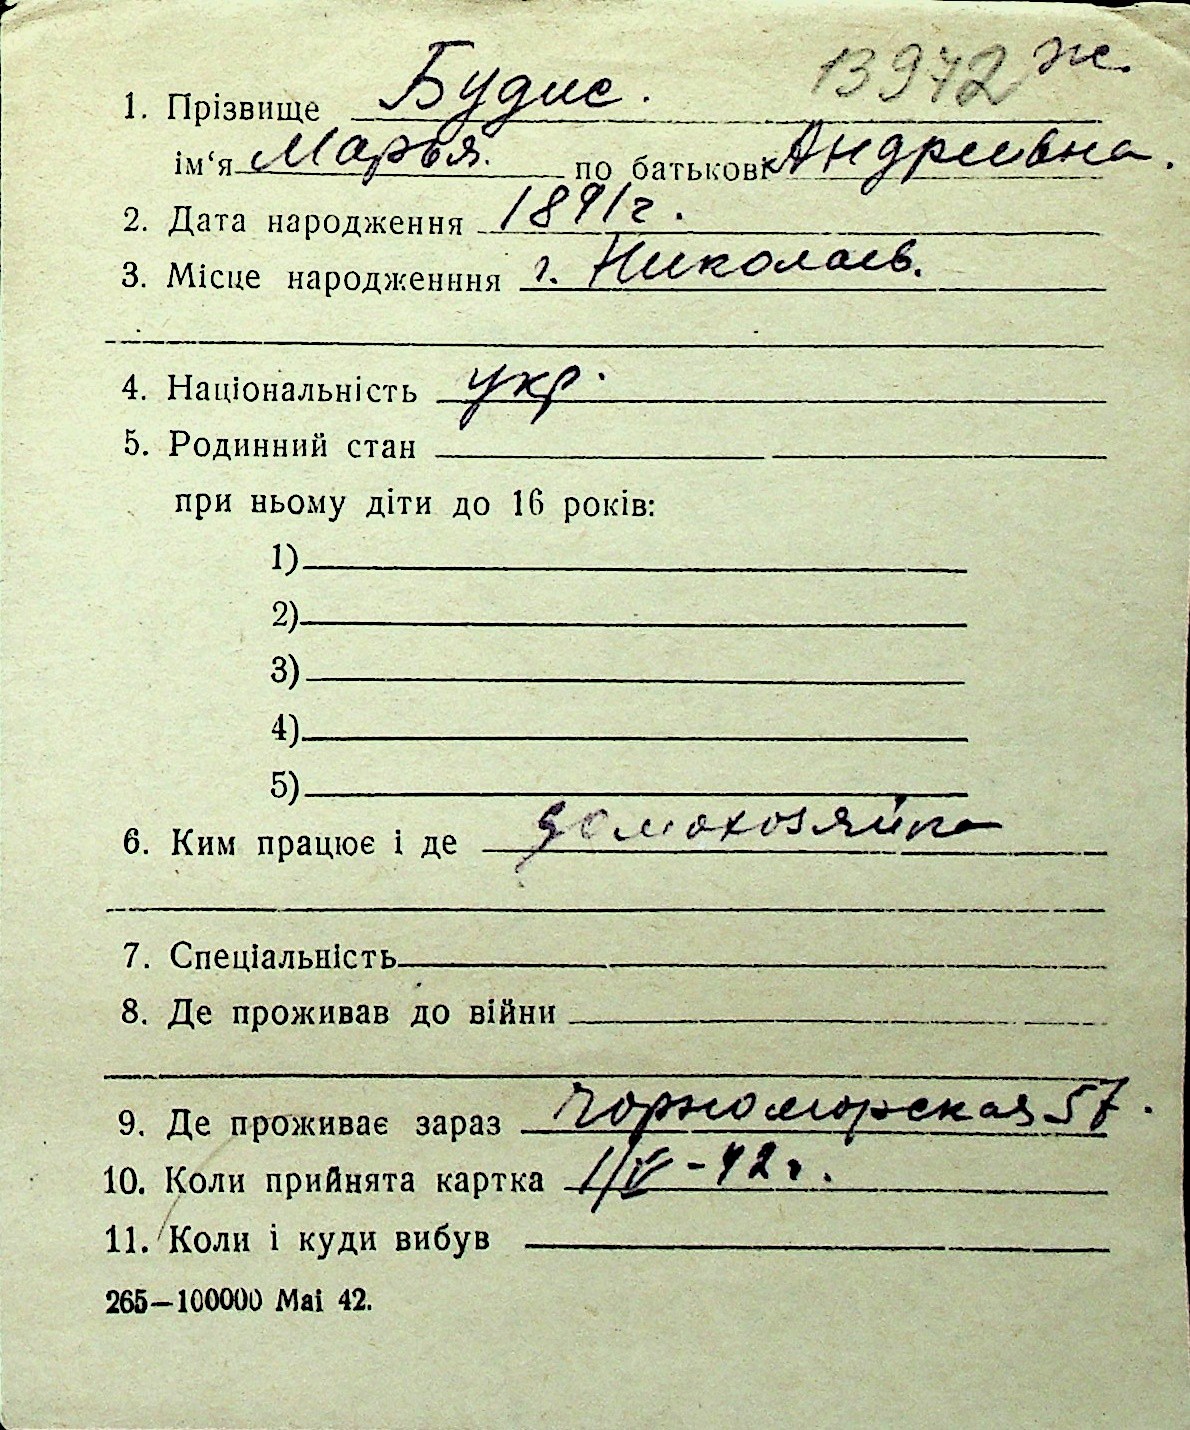 13972 ж.
1. Прізвище Будис.
ім‘я Марья. по батькові Андреевна.
2. Дата народження 1891г.
3. Місце народженння г. Николаев.
4. Національність укр.
5. Родинний стан
при ньому діти до 16 років:
1)
2)
3)
4)
5)
6. Ким працює і де домохозяйка
7. Спеціальність
8. Де проживав до війни
9. Де проживає зараз Чорноморская 57.
10. Коли прийнята картка 1/V-42г.
11. Коли і куди вибув
265—100000 Mai 42.